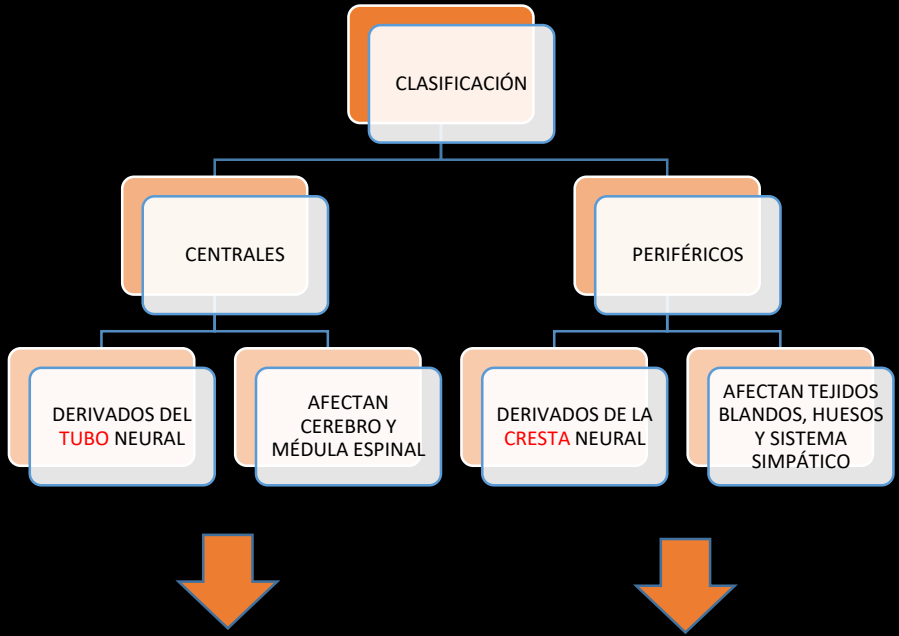 CLASIFICACIÓN
CENTRALES
PERIFÉRICOS
DERIVADOS DEL
TUBO NEURAL
AFECTAN
CEREBRO Y
MÉDULA ESPINAL
DERIVADOS DE LA
CRESTA NEURAL
AFECTAN TEJIDOS
BLANDOS, HUESOS
Y SISTEMA
SIMPÁTICO